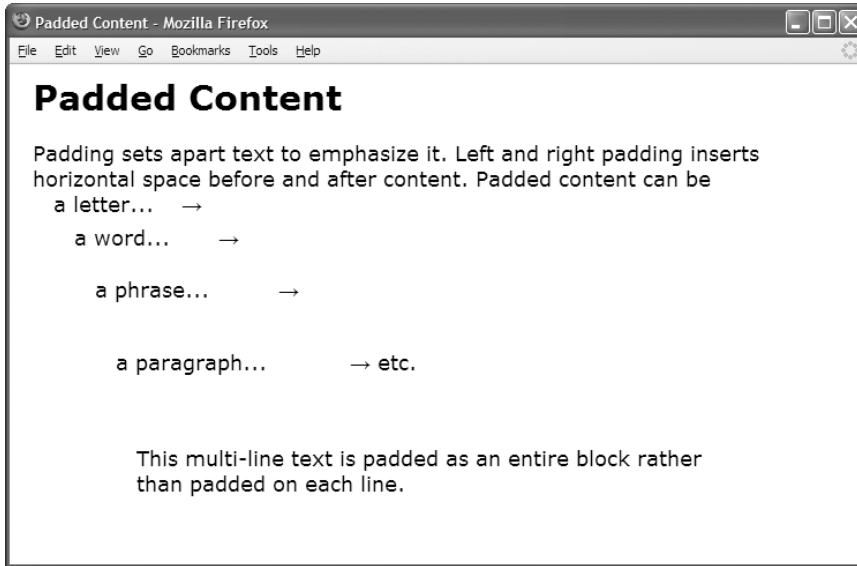 Padded Content - Mozilla Firefox
File Edit View Go Bookmarks Tools Help
Padded Content
Padding sets apart text to emphasize it. Left and right padding inserts
horizontal space before and after content. Padded content can be
a letter... →
a word... →
a phrase... →
a paragraph... → etc.
This multi-line text is padded as an entire block rather
than padded on each line.